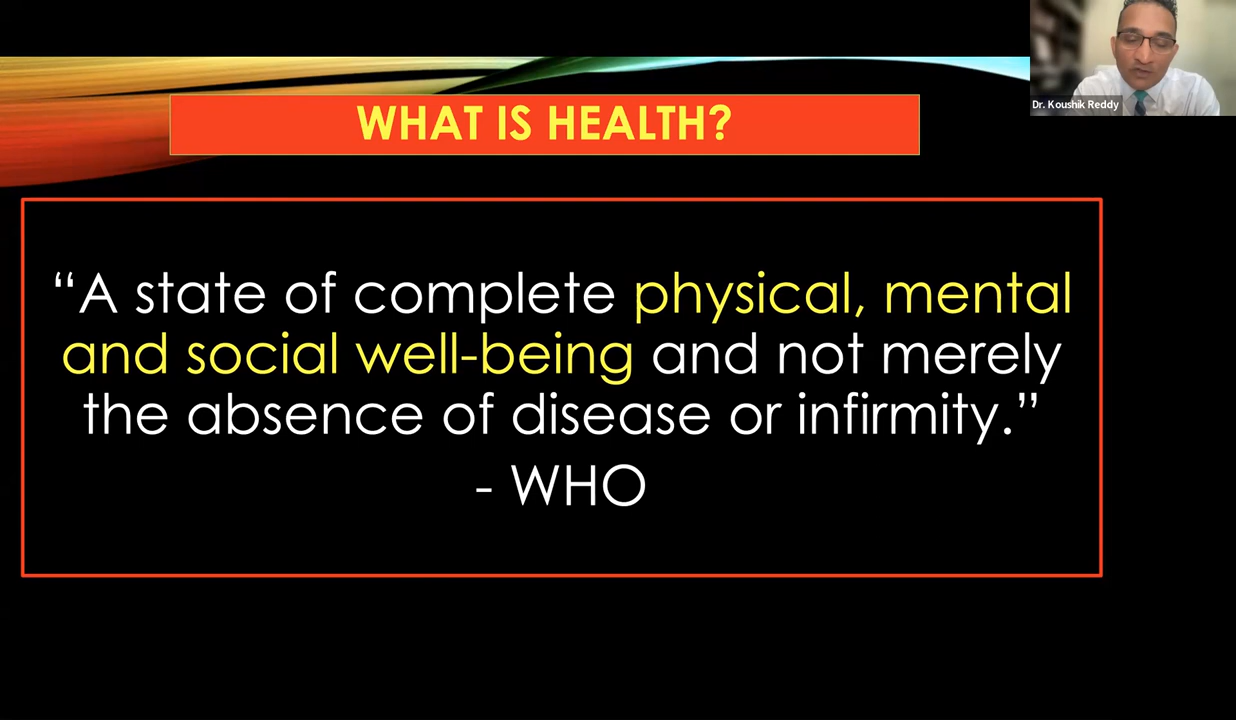 Dr. Koushik Reddy
WHAT IS HEALTH?
“A state of complete physical, mental
and social well-being and not merely
the absence of disease or infirmity.”
- WHO